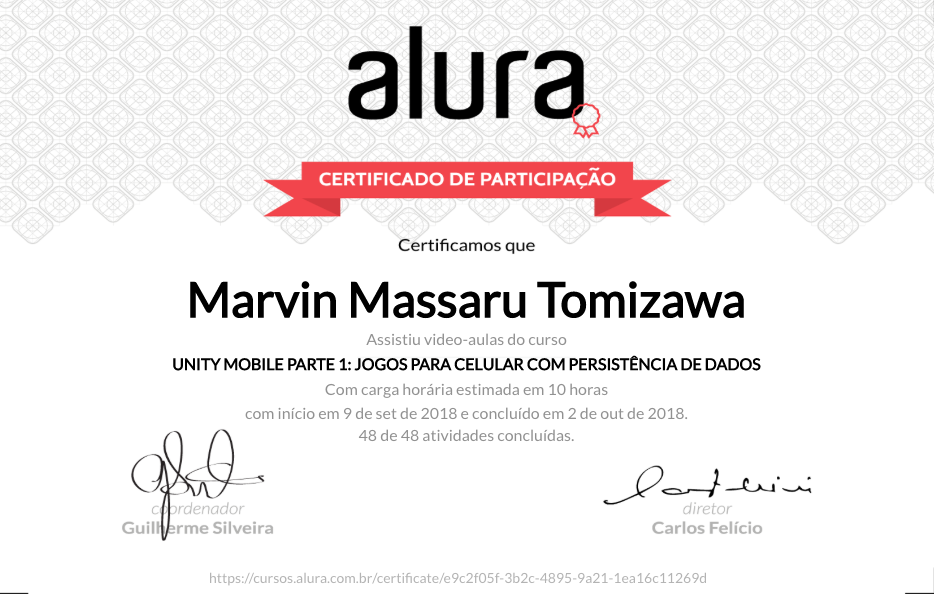 alura
CERTIFICADO DE PARTICIPAÇÃO
Certificamos que
Marvin Massaru Tomizawa
Assistiu video-aulas do curso
UNITY MOBILE PARTE 1: JOGOS PARA CELULAR COM PERSISTÊNCIA DE DADOS
Com carga horária estimada em 10 horas
com início em 9 de set de 2018 e concluído em 2 de out de 2018.
48 de 48 atividades concluídas.
coordenador
Guilherme Silveira
diretor
Carlos Felício
https://cursos.alura.com.br/certificate/e9c2f05f-3b2c-4895-9a21-1ea16c11269d